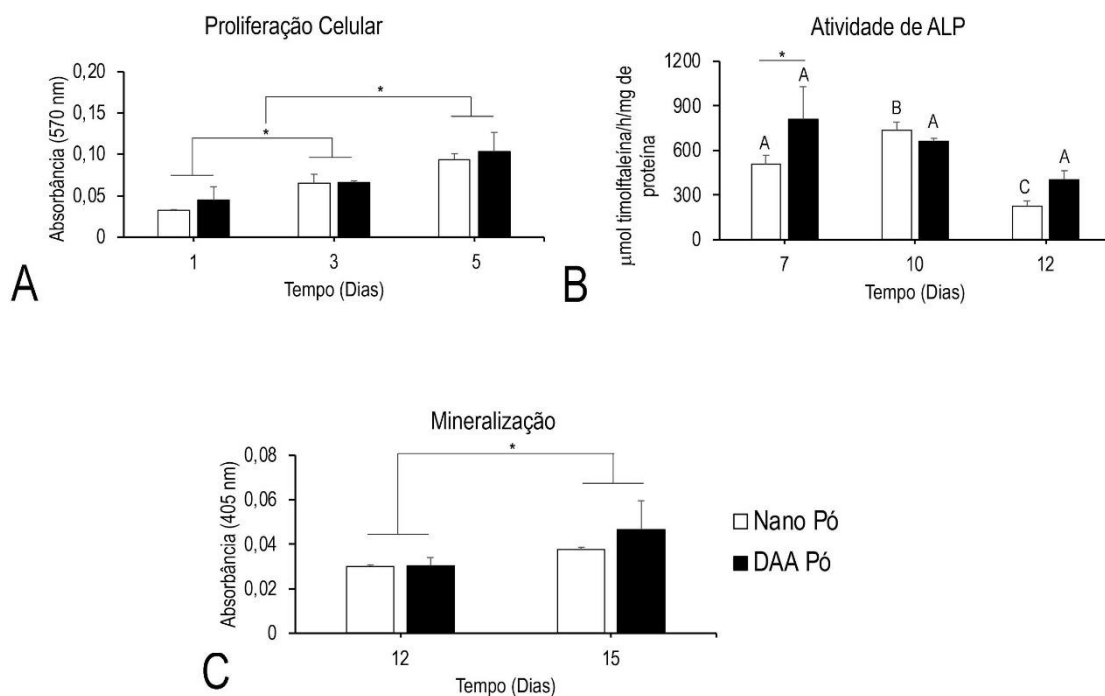 Proliferação Celular
Absorbância (570 nm)
0,20
0,15
0,10
0,05
0
*
*
1
3
5
Tempo (Dias)
A
Atividade de ALP
µmol timolftaleína/h/mg de
proteína
1200
900
600
300
0
*
A
A
B
A
C
A
7
10
12
Tempo (Dias)
B
Mineralização
Absorbância (405 nm)
0,08
0,06
0,04
0,02
0
*
12
15
Tempo (Dias)
C
Nano Pó
DAA Pó